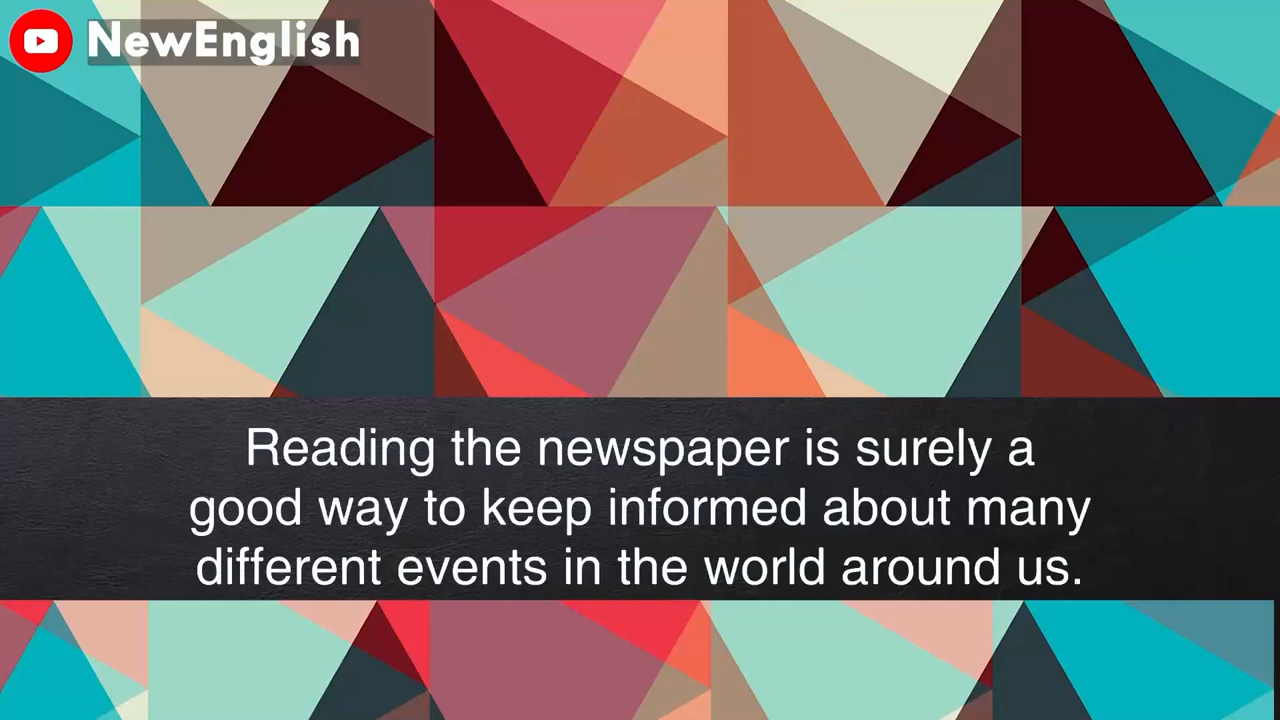 NewEnglish
Reading the newspaper is surely a
good way to keep informed about many
different events in the world around us.